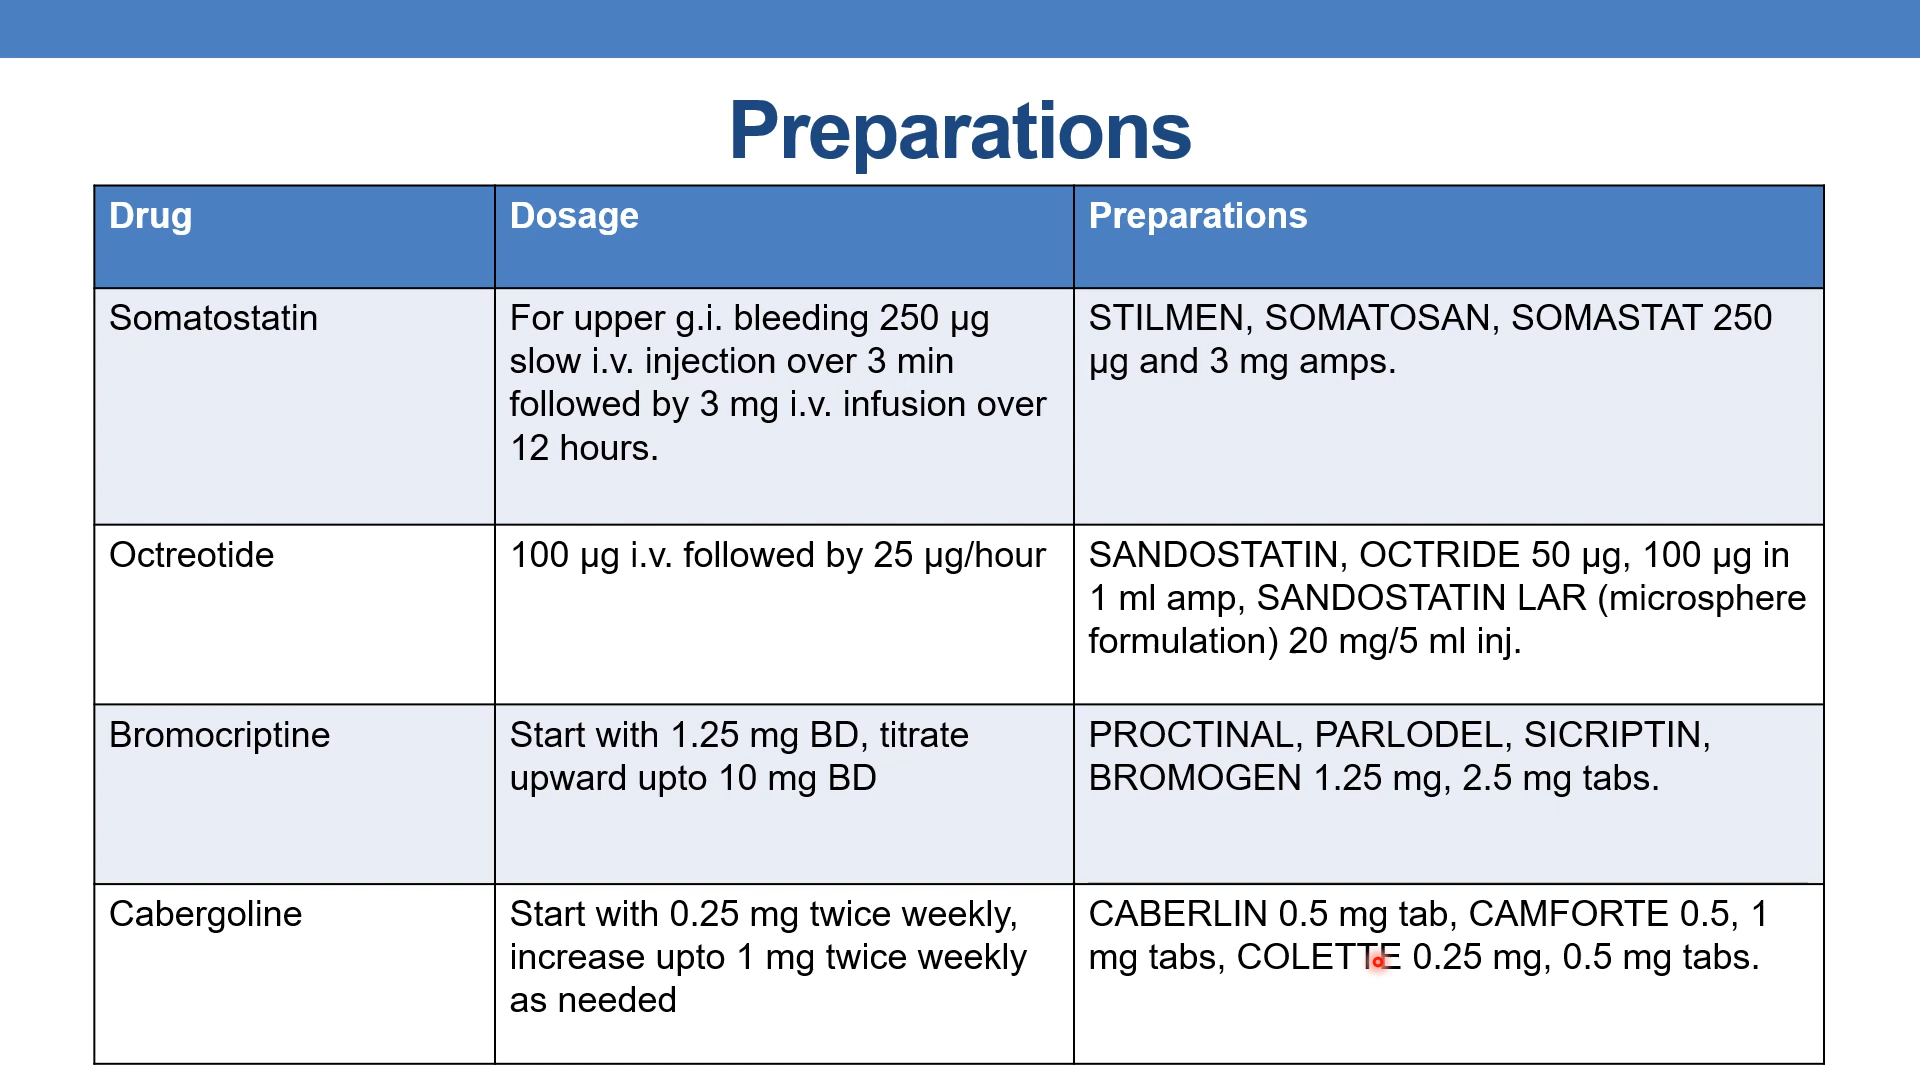 Preparations
Drug
Dosage
Preparations
Somatostatin
For upper g.i. bleeding 250 µg
slow i.v. injection over 3 min
followed by 3 mg i.v. infusion over
12 hours.
STILMEN, SOMATOSAN, SOMASTAT 250
µg and 3 mg amps.
Octreotide
100 µg i.v. followed by 25 µg/hour
SANDOSTATIN, OCTRIDE 50 µg, 100 µg in
1 ml amp, SANDOSTATIN LAR (microsphere
formulation) 20 mg/5 ml inj.
Bromocriptine
Start with 1.25 mg BD, titrate
upward upto 10 mg BD
PROCTINAL, PARLODEL, SICRIPTIN,
BROMOGEN 1.25 mg, 2.5 mg tabs.
Cabergoline
Start with 0.25 mg twice weekly,
increase upto 1 mg twice weekly
as needed
CABERLIN 0.5 mg tab, CAMFORTE 0.5, 1
mg tabs, COLETTE 0.25 mg, 0.5 mg tabs.